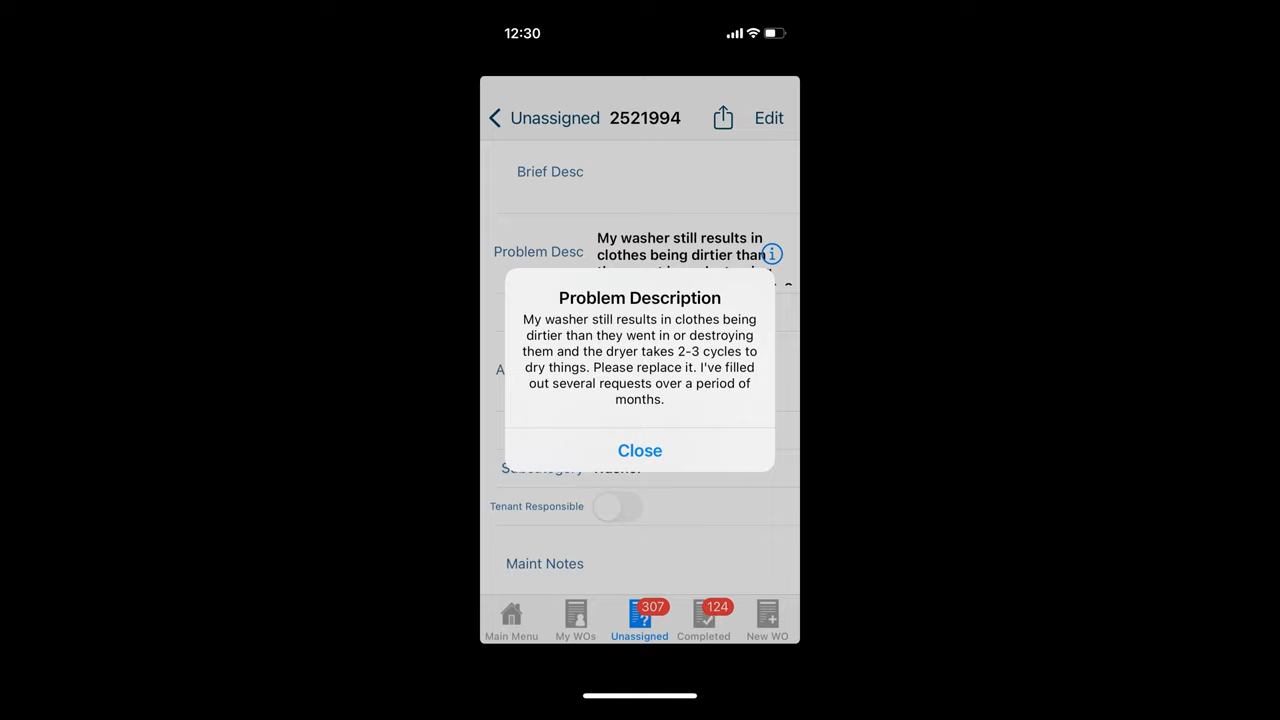 12:30
Unassigned 2521994 Edit
Brief Desc
Problem Desc
My washer still results in
clothes being dirtier than
Problem Description
My washer still results in clothes being
dirtier than they went in or destroying
them and the dryer takes 2-3 cycles to
dry things. Please replace it. I've filled
out several requests over a period of
months.
Close
Tenant Responsible
Maint Notes
307
124
Main Menu My WOs Unassigned Completed New WO